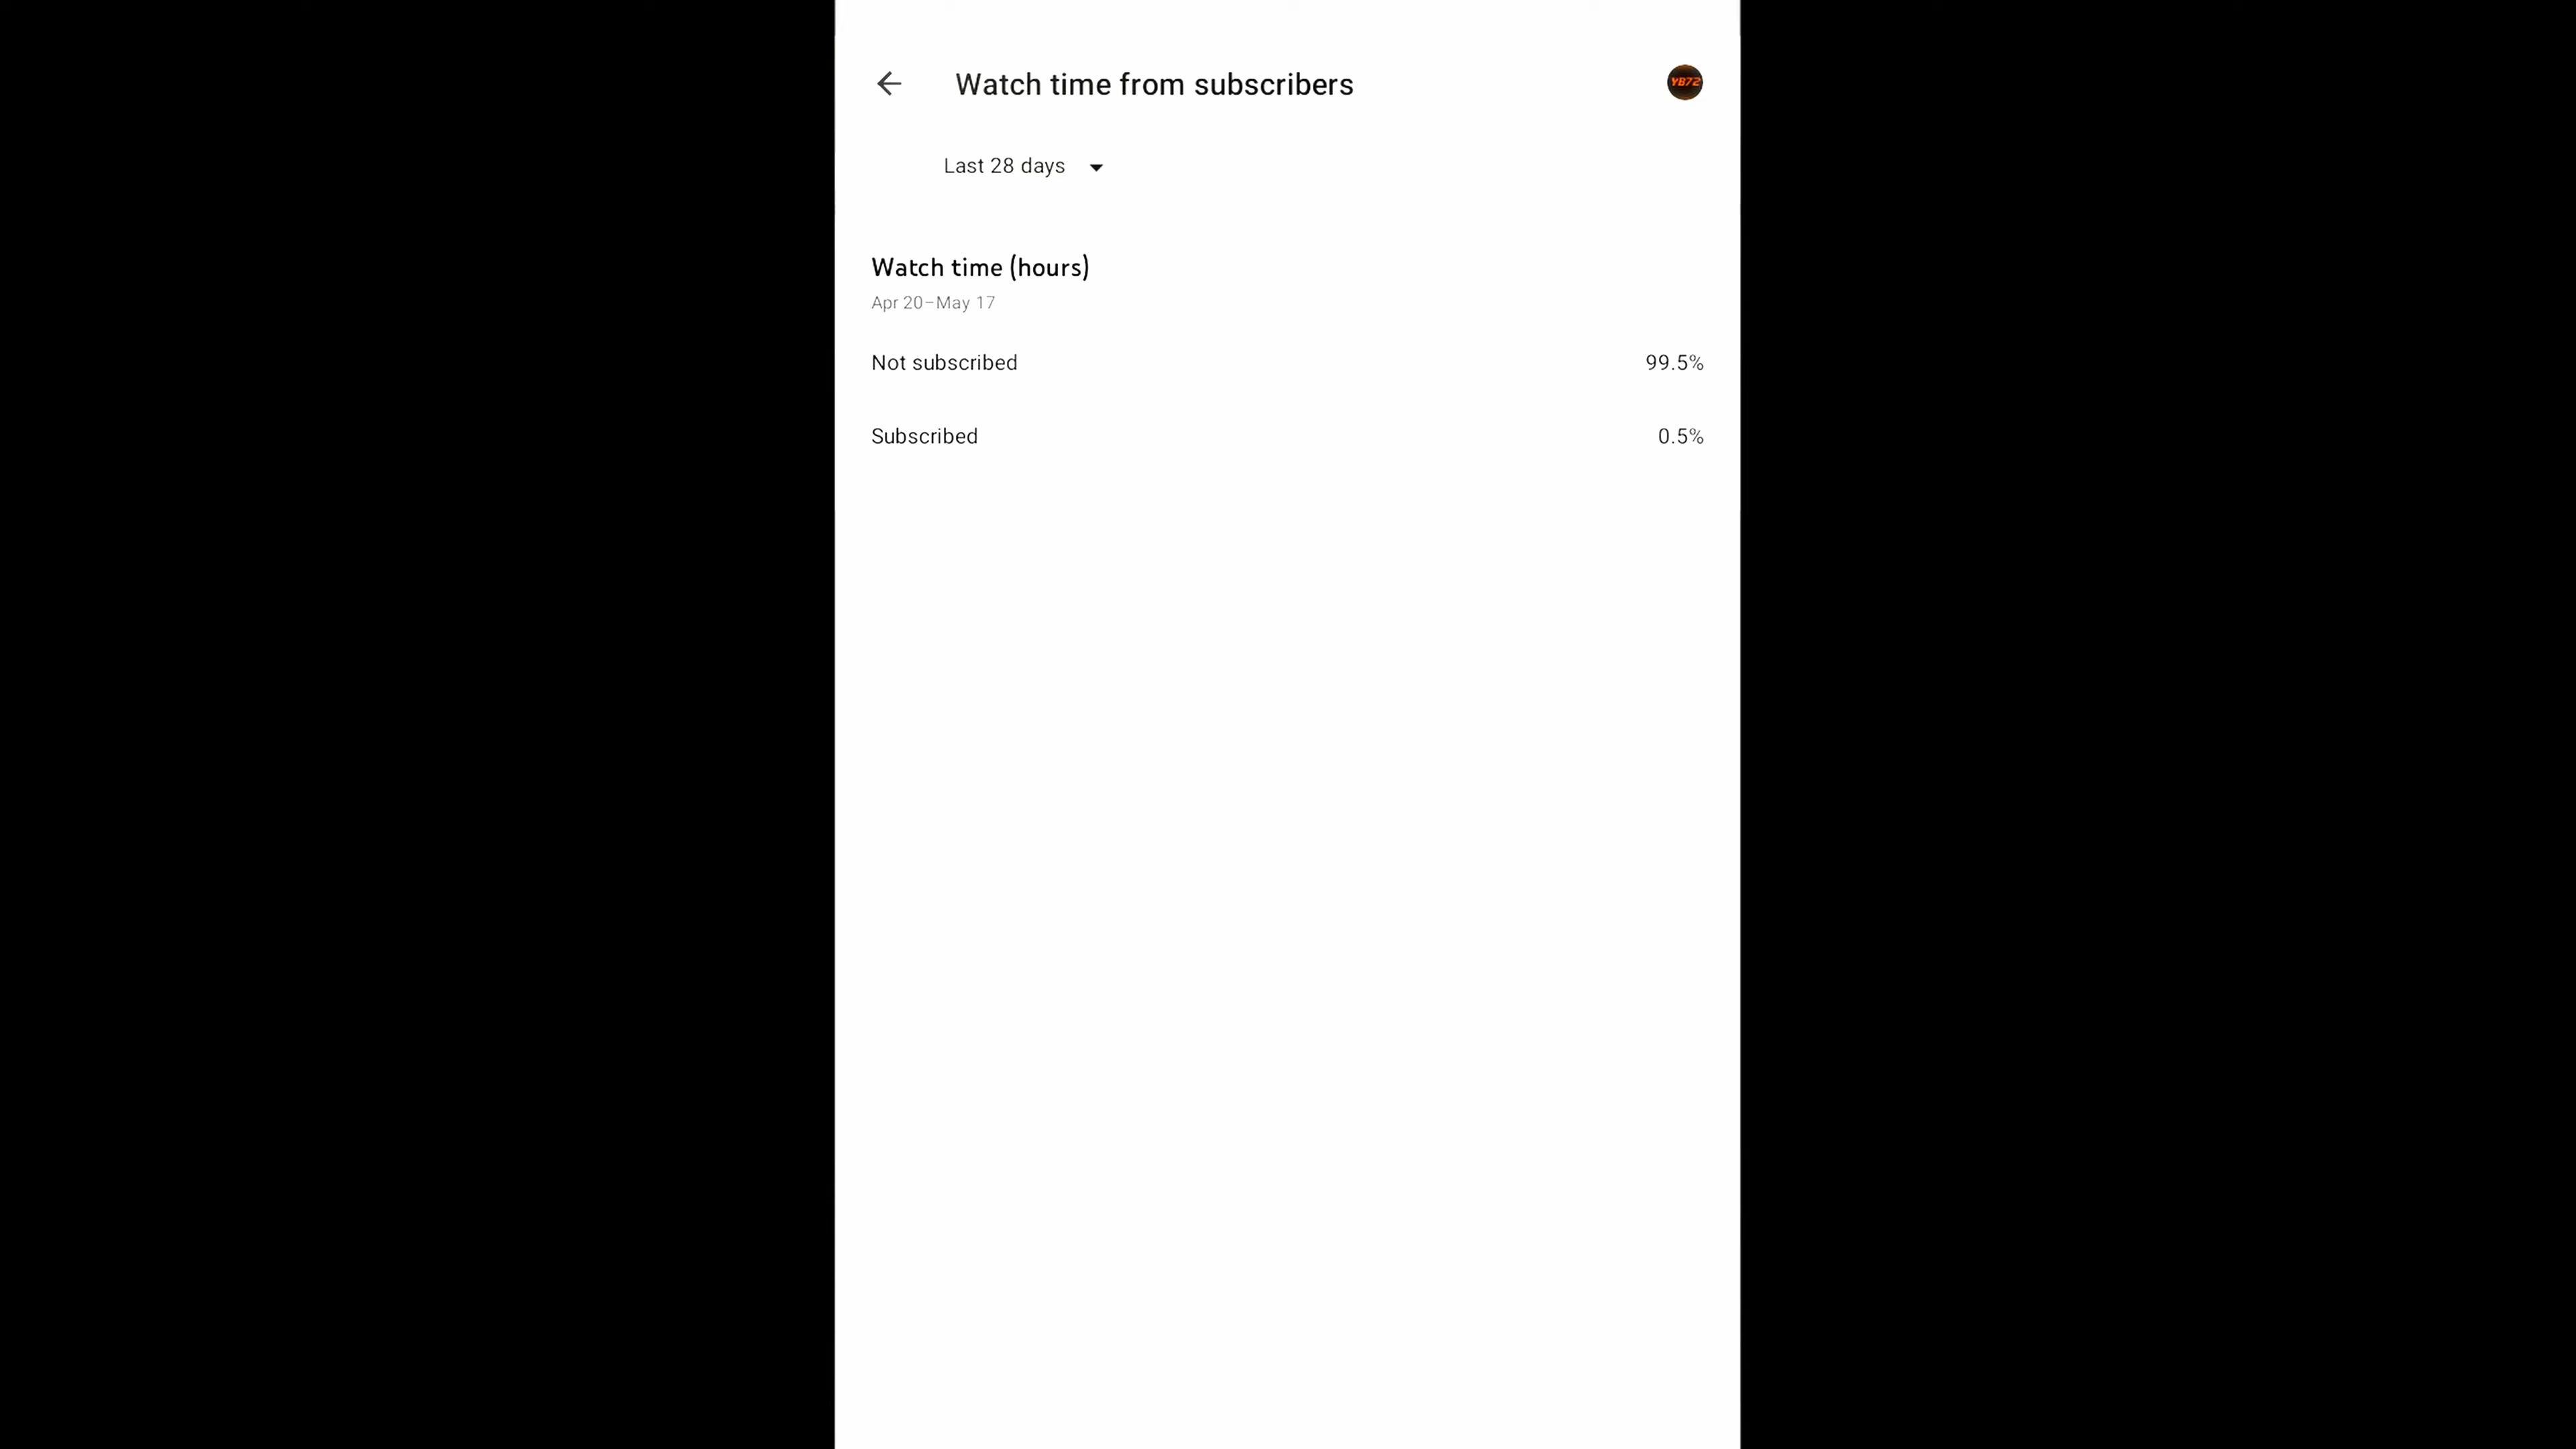 Watch time from subscribers
YB72
Last 28 days
Watch time (hours)
Apr 20–May 17
Not subscribed 99.5%
Subscribed 0.5%